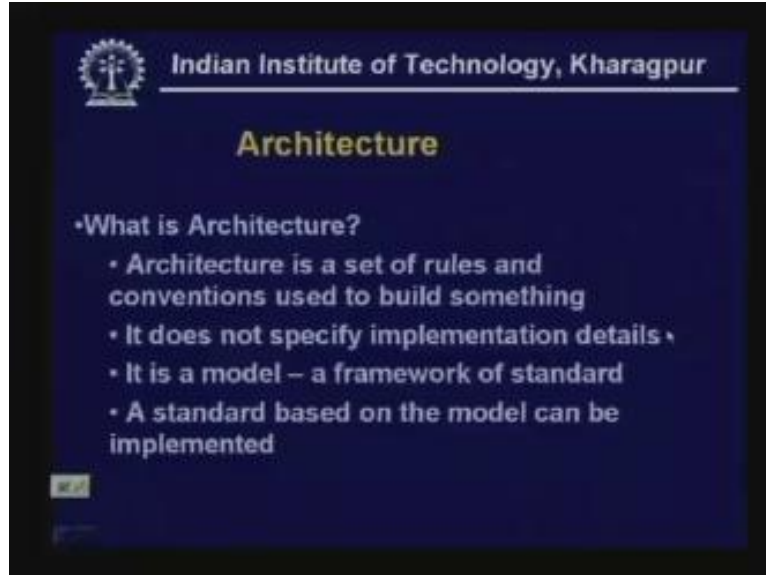 Indian Institute of Technology, Kharagpur
Architecture
•What is Architecture?
• Architecture is a set of rules and
conventions used to build something
• It does not specify implementation details
• It is a model – a framework of standard
• A standard based on the model can be
implemented